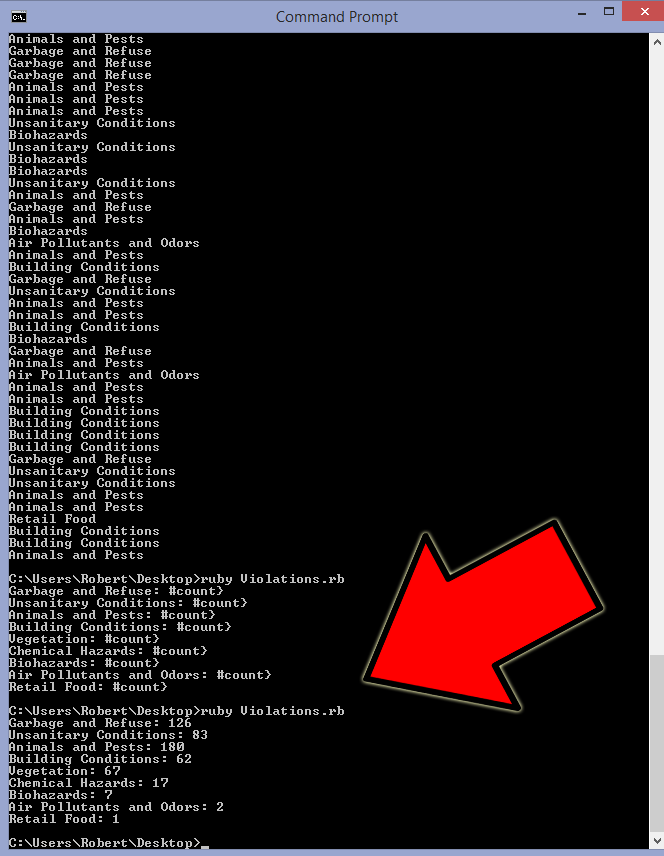 Command Prompt
Animals and Pests
Garbage and Refuse
Garbage and Refuse
Garbage and Refuse
Animals and Pests
Animals and Pests
Animals and Pests
Unsanitary Conditions
Biohazards
Unsanitary Conditions
Biohazards
Biohazards
Unsanitary Conditions
Animals and Pests
Garbage and Refuse
Animals and Pests
Biohazards
Air Pollutants and Odors
Animals and Pests
Building Conditions
Garbage and Refuse
Unsanitary Conditions
Animals and Pests
Animals and Pests
Building Conditions
Biohazards
Garbage and Refuse
Animals and Pests
Air Pollutants and Odors
Animals and Pests
Animals and Pests
Building Conditions
Building Conditions
Building Conditions
Building Conditions
Garbage and Refuse
Unsanitary Conditions
Unsanitary Conditions
Animals and Pests
Animals and Pests
Retail Food
Building Conditions
Building Conditions
Animals and Pests
C:\Users\Robert\Desktop>ruby Violations.rb
Garbage and Refuse: #count}
Unsanitary Conditions: #count}
Animals and Pests: #count}
Building Conditions: #count}
Vegetation: #count}
Chemical Hazards: #count}
Biohazards: #count}
Air Pollutants and Odors: #count}
Retail Food: #count}
C:\Users\Robert\Desktop>ruby Violations.rb
Garbage and Refuse: 126
Unsanitary Conditions: 83
Animals and Pests: 180
Building Conditions: 62
Vegetation: 67
Chemical Hazards: 17
Biohazards: 7
Air Pollutants and Odors: 2
Retail Food: 1
C:\Users\Robert\Desktop>_